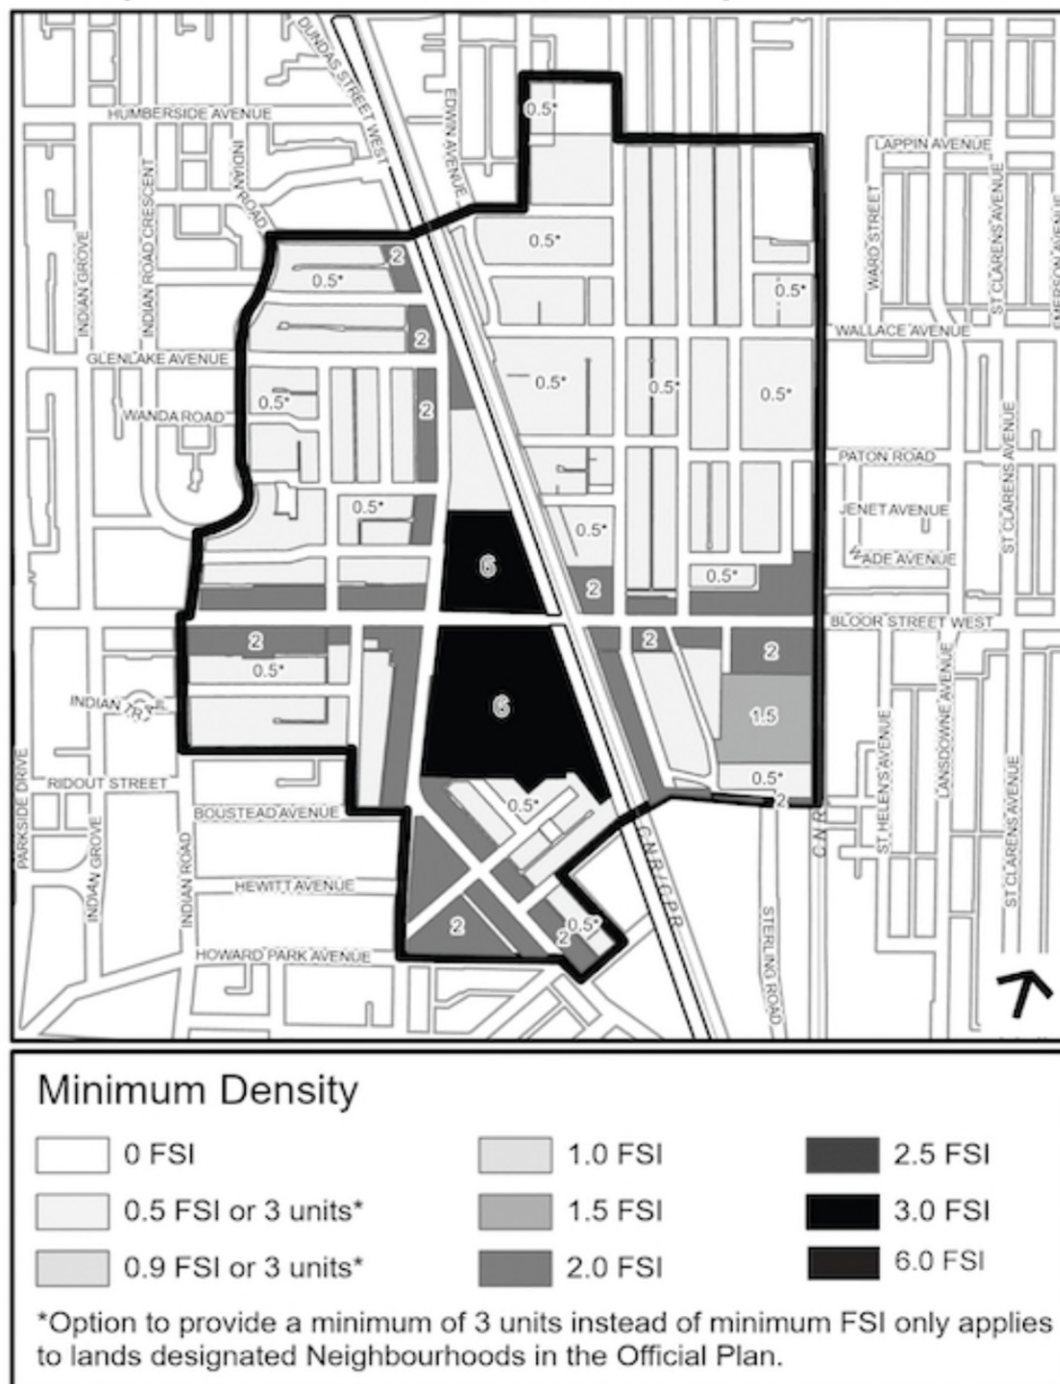 DUNDAS STREET WEST
EDWIN AVENUE
HUMBERSIDE AVENUE
INDIAN ROAD
INDIAN ROAD CRESCENT
INDIAN GROVE
LAPPIN AVENUE
WARD STREET
ST CLARENS AVENUE
EMERSON AVENUE
0.5*
0.5*
2
0.5*
0.5*
WALLACE AVENUE
2
GLENLAKE AVENUE
0.5*
0.5*
0.5*
0.5*
2
WANDA ROAD
PATON ROAD
ST CLARENS AVENUE
0.5*
0.5*
JENET AVENUE
6
ADE AVENUE
0.5*
2
BLOOR STREET WEST
2
2
2
0.5*
6
1.5
INDIAN TRAIL
0.5*
2
RIDOUT STREET
PARKSIDE DRIVE
BOUSTEAD AVENUE
0.5*
ST HELEN'S AVENUE
LANSDOWNE AVENUE
ST CLARENS AVENUE
CNR
CNR/CPR
INDIAN GROVE
INDIAN ROAD
HEWITT AVENUE
2
0.5*
2
STERLING ROAD
HOWARD PARK AVENUE
Minimum Density
0 FSI
0.5 FSI or 3 units*
0.9 FSI or 3 units*
1.0 FSI
1.5 FSI
2.0 FSI
2.5 FSI
3.0 FSI
6.0 FSI
*Option to provide a minimum of 3 units instead of minimum FSI only applies
to lands designated Neighbourhoods in the Official Plan.